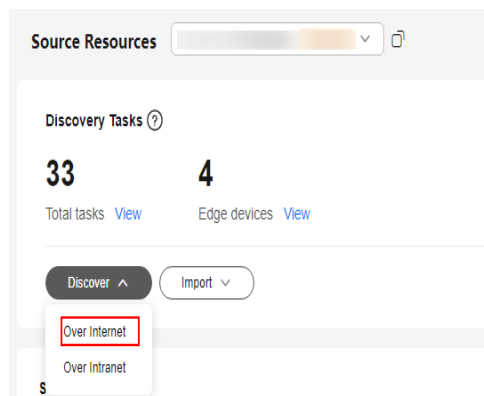 Source Resources
Discovery Tasks ?
33 4
Total tasks View Edge devices View
Discover Import
Over Internet
Over Intranet